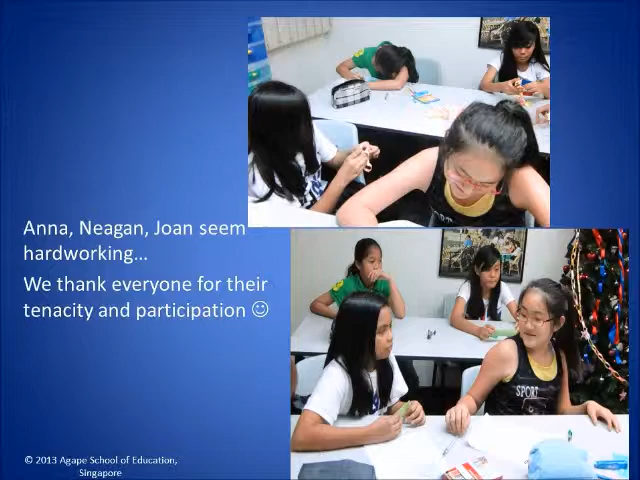 Anna, Neagan, Joan seem
hardworking…
We thank everyone for their
tenacity and participation ☺
© 2013 Agape School of Education,
Singapore
SPORT